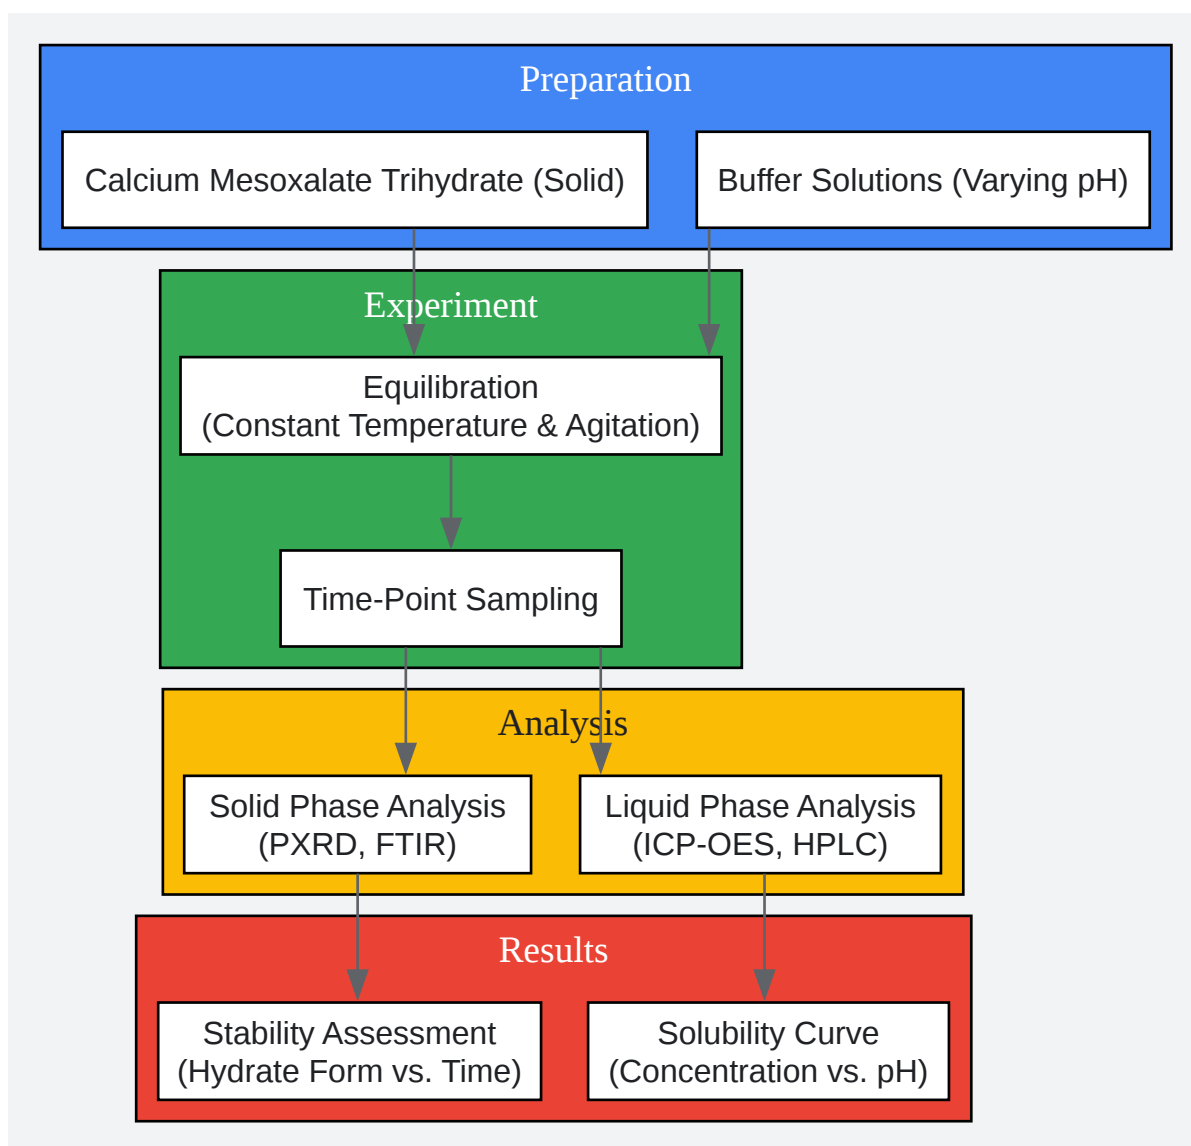 Preparation
Calcium Mesoxalate Trihydrate (Solid)
Buffer Solutions (Varying pH)
Experiment
Equilibration
(Constant Temperature & Agitation)
Time-Point Sampling
Analysis
Solid Phase Analysis
(PXRD, FTIR)
Liquid Phase Analysis
(ICP-OES, HPLC)
Results
Stability Assessment
(Hydrate Form vs. Time)
Solubility Curve
(Concentration vs. pH)